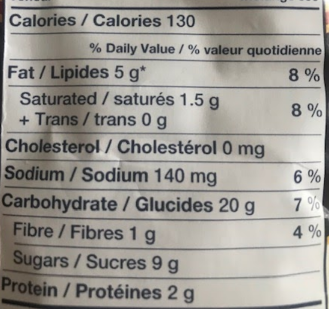 Calories / Calories 130
% Daily Value / % valeur quotidienne
Fat / Lipides 5 g* 8 %
Saturated / saturés 1.5 g
+ Trans / trans 0 g 8 %
Cholesterol / Cholestérol 0 mg
Sodium / Sodium 140 mg 6 %
Carbohydrate / Glucides 20 g 7 %
Fibre / Fibres 1 g 4 %
Sugars / Sucres 9 g
Protein / Protéines 2 g